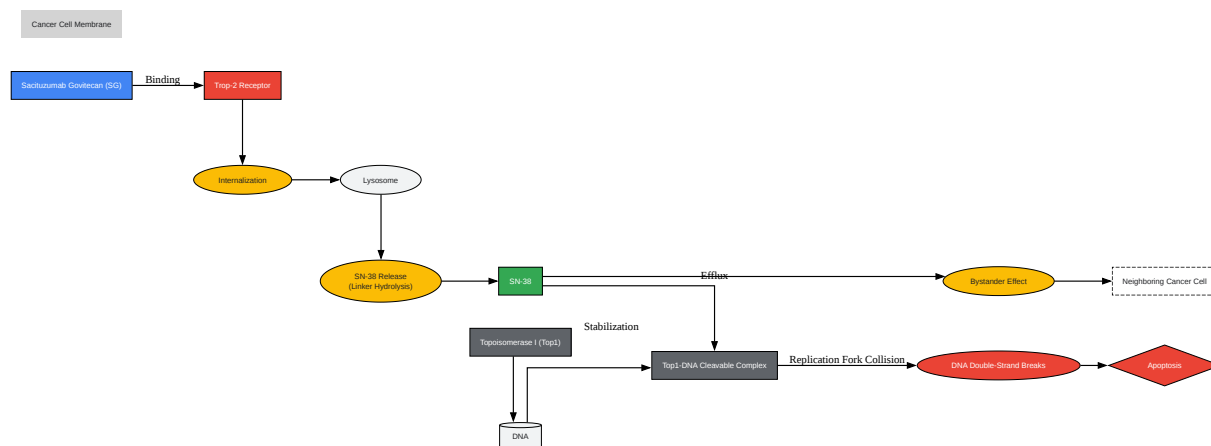 Cancer Cell Membrane
Sacituzumab Govitecan (SG)
Binding
Trop-2 Receptor
Internalization
Lysosome
SN-38 Release
(Linker Hydrolysis)
SN-38
Efflux
Bystander Effect
Neighboring Cancer Cell
Stabilization
Topoisomerase I (Top1)
Top1-DNA Cleavable Complex
Replication Fork Collision
DNA Double-Strand Breaks
Apoptosis
DNA